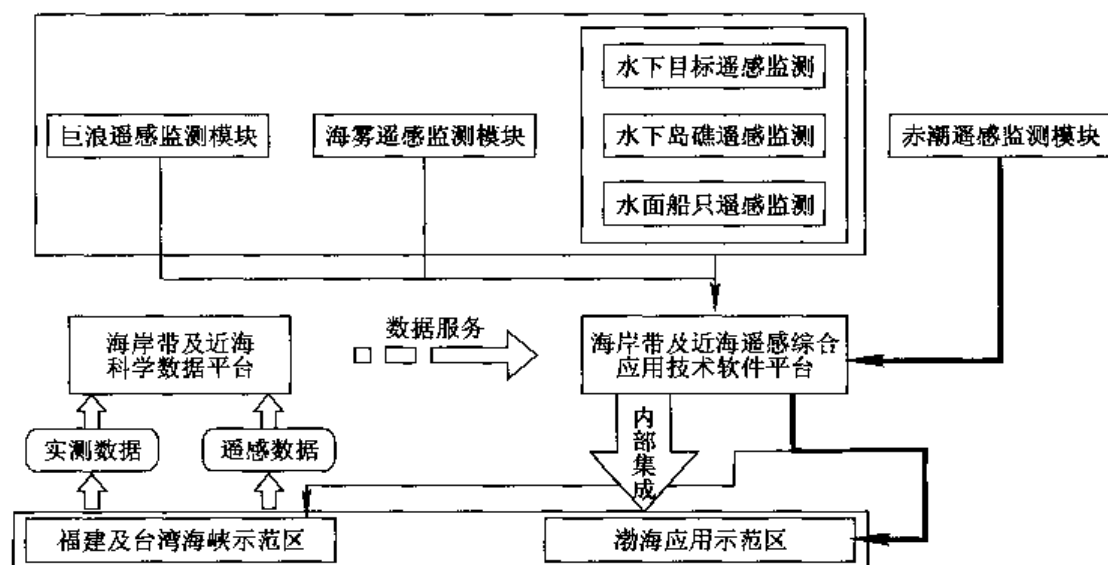 水下目标遥感监测
巨浪遥感监测模块
海雾遥感监测模块
水下岛礁遥感监测
赤潮遥感监测模块
水面船只遥感监测
数据服务
海岸带及近海
科学数据平台
海岸带及近海遥感综合
应用技术软件平台
实测数据
遥感数据
内部集成
福建及台湾海峡示范区
渤海应用示范区